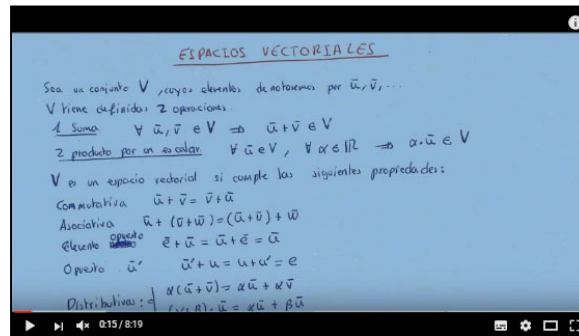 ESPACIOS VECTORIALES
Sea un conjunto V, cuyos elementos denotaremos por ū, v̄, ...
V tiene definidas 2 operaciones.
1 Suma ∀ ū, v̄ ∈ V ⇒ ū + v̄ ∈ V
2 producto por un escalar ∀ ū ∈ V, ∀ α ∈ ℝ ⇒ α · ū ∈ V
V es un espacio vectorial si cumple las siguientes propiedades:
Commutativa ū + v̄ = v̄ + ū
Asociativa ū + (v̄ + w̄) = (ū + v̄) + w̄
Elemento opuesto ē + ū = ū + ē = ū
Opuesto ū' ū' + u = u + u' = e
Distributivas: α(ū + v̄) = αū + αv̄
· ū = αū + βū
0:15 / 8:19